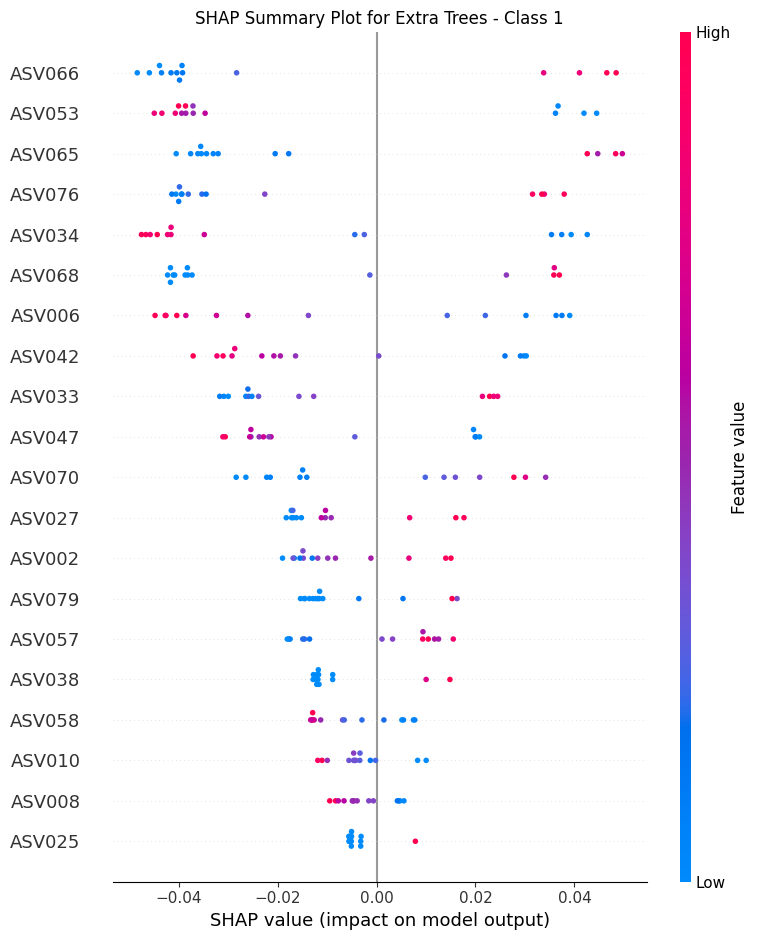 SHAP Summary Plot for Extra Trees - Class 1
High
ASV066
ASV053
ASV065
ASV076
ASV034
ASV068
ASV006
ASV042
ASV033
ASV047
ASV070
ASV027
ASV002
ASV079
ASV057
ASV038
ASV058
ASV010
ASV008
ASV025
Feature value
Low
−0.04 −0.02 0.00 0.02 0.04
SHAP value (impact on model output)